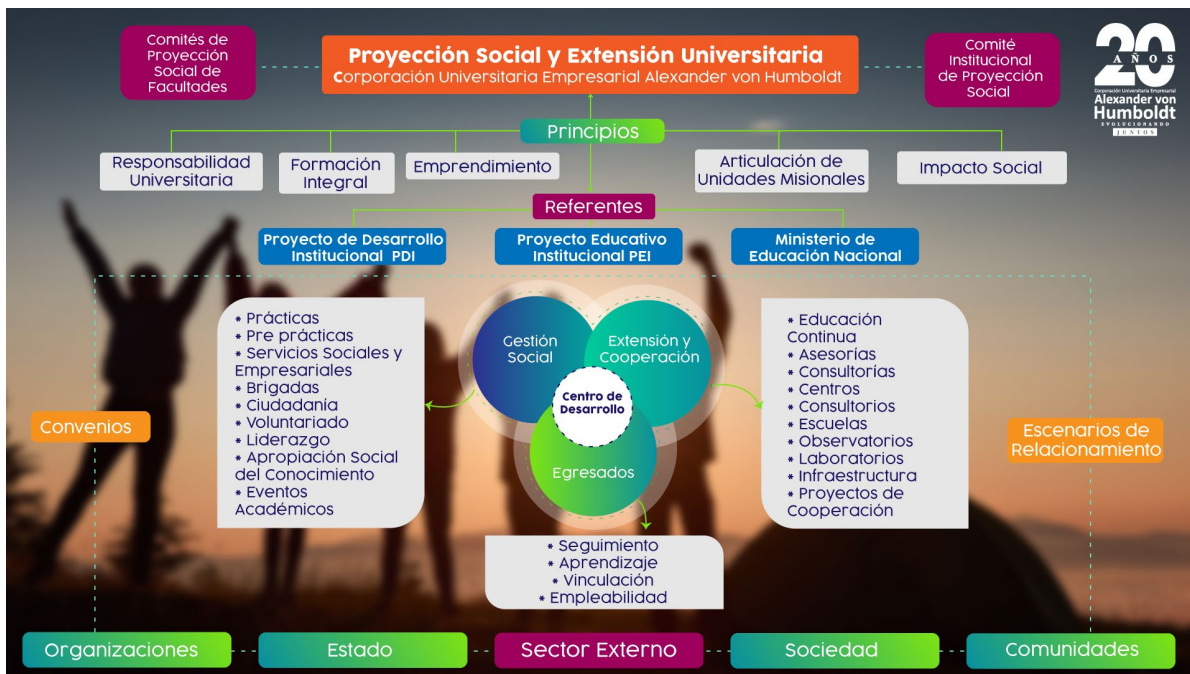 Comités de
Proyección
Social de
Facultades
Proyección Social y Extensión Universitaria
Corporación Universitaria Empresarial Alexander von Humboldt
Comité
Institucional
de Proyección
Social
20
AÑOS
Corporación Universitaria Empresarial
Alexander von
Humboldt
EVOLUCIONANDO
JUNTOS
Principios
Responsabilidad
Universitaria
Formación
Integral
Emprendimiento
Articulación de
Unidades Misionales
Impacto Social
Referentes
Proyecto de Desarrollo
Institucional PDI
Proyecto Educativo
Institucional PEI
Ministerio de
Educación Nacional
* Prácticas
* Pre prácticas
* Servicios Sociales y
Empresariales
* Brigadas
* Ciudadanía
* Voluntariado
* Liderazgo
* Apropiación Social
del Conocimiento
* Eventos
Académicos
Gestión
Social
Extensión y
Cooperación
Centro de
Desarrollo
Egresados
* Educación
Continua
* Asesorías
* Consultorías
* Centros
* Consultorios
* Escuelas
* Observatorios
* Laboratorios
* Infraestructura
* Proyectos de
Cooperación
Convenios
Escenarios de
Relacionamiento
* Seguimiento
* Aprendizaje
* Vinculación
* Empleabilidad
Organizaciones
Estado
Sector Externo
Sociedad
Comunidades